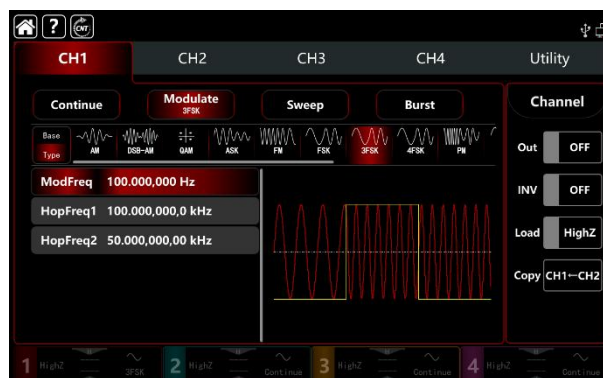 ? CNT
CH1 CH2 CH3 CH4 Utility
Continue Modulate 3FSK Sweep Burst Channel
Base Type AM DSB-AM QAM ASK FM FSK 3FSK 4FSK PM
Out OFF
ModFreq 100.000,000 Hz
INV OFF
HopFreq1 100.000,000,0 kHz
Load HighZ
HopFreq2 50.000,000,00 kHz
Copy CH1←CH2
1 HighZ 3FSK 2 HighZ Continue 3 HighZ Continue 4 HighZ Continue